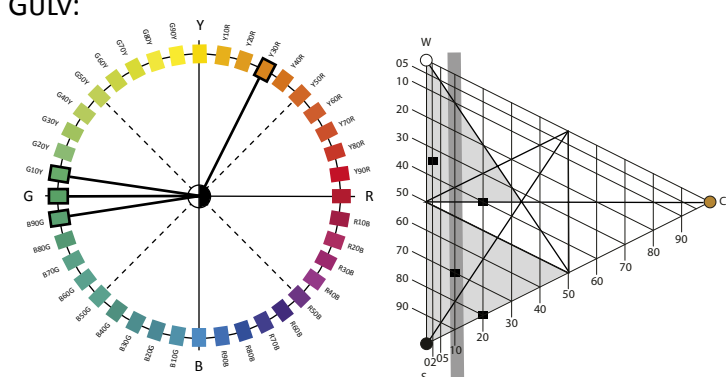 GULV:
Y
Y10R
Y20R
Y30R
Y40R
Y50R
Y60R
Y70R
Y80R
Y90R
R
R10B
R20B
R30B
R40B
R50B
R60B
R70B
R80B
R90B
B
B10G
B20G
B30G
B40G
B50G
B60G
B70G
B80G
B90G
G
G10Y
G20Y
G30Y
G40Y
G50Y
G60Y
G70Y
G80Y
G90Y
W
05
10
20
30
40
50
60
70
80
90
C
02
05
10
20
30
40
50
60
70
80
90